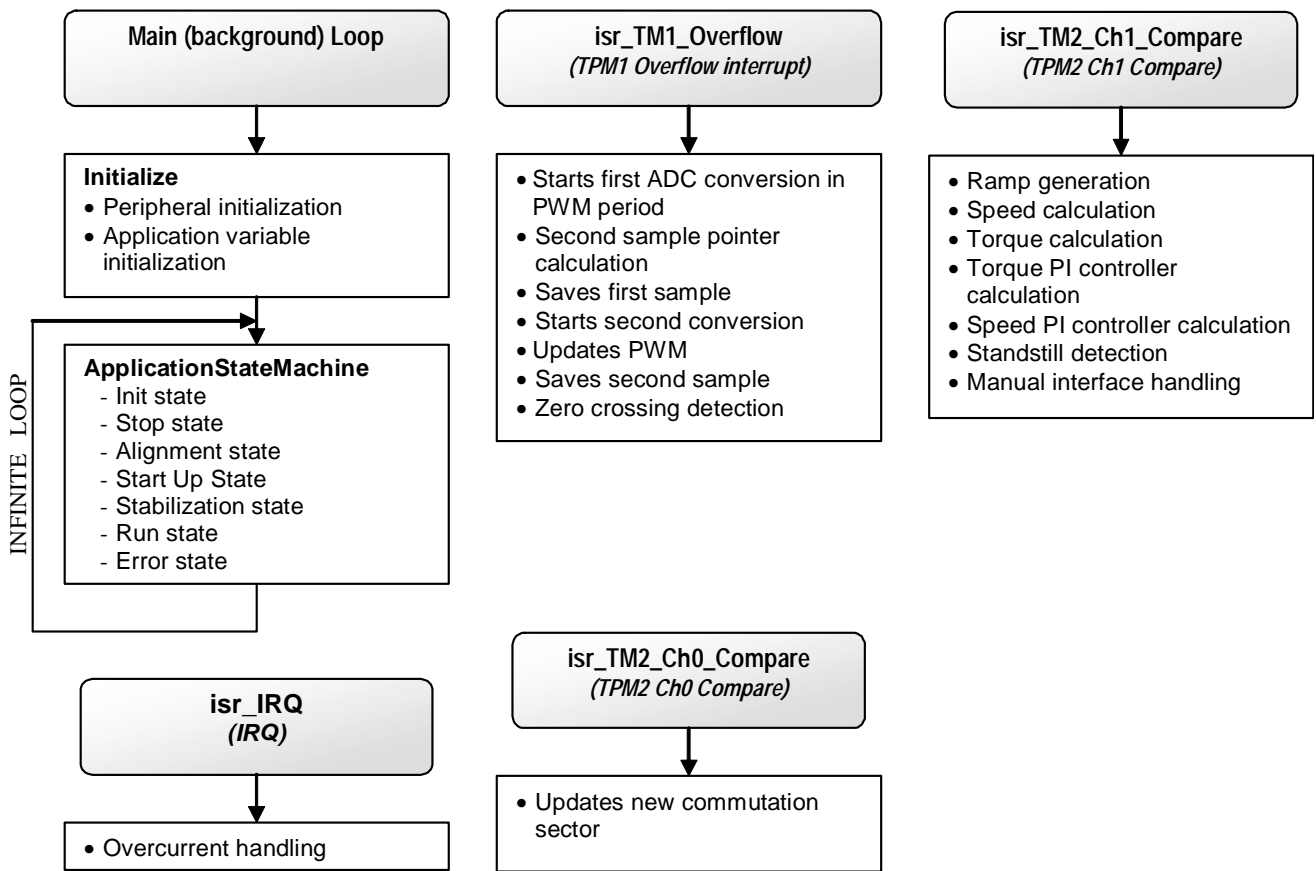 Main (background) Loop
Initialize
• Peripheral initialization
• Application variable
initialization
INFINITE LOOP
ApplicationStateMachine
- Init state
- Stop state
- Alignment state
- Start Up State
- Stabilization state
- Run state
- Error state
isr_TM1_Overflow
(TPM1 Overflow interrupt)
• Starts first ADC conversion in
PWM period
• Second sample pointer
calculation
• Saves first sample
• Starts second conversion
• Updates PWM
• Saves second sample
• Zero crossing detection
isr_TM2_Ch1_Compare
(TPM2 Ch1 Compare)
• Ramp generation
• Speed calculation
• Torque calculation
• Torque PI controller
calculation
• Speed PI controller calculation
• Standstill detection
• Manual interface handling
isr_IRQ
(IRQ)
• Overcurrent handling
isr_TM2_Ch0_Compare
(TPM2 Ch0 Compare)
• Updates new commutation
sector